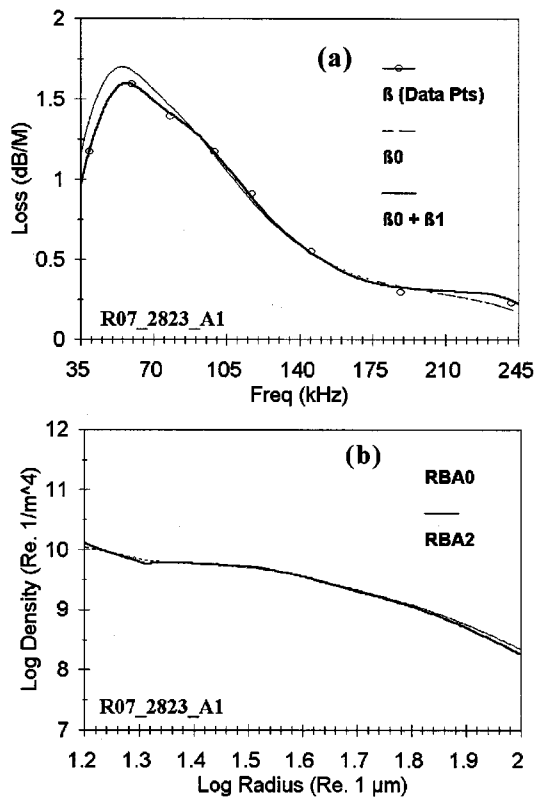 2
(a)
1.5
ß (Data Pts)
1
ß0
ß0 + ß1
0.5
0
Loss (dB/M)
R07_2823_A1
35 70 105 140 175 210 245
Freq (kHz)
12
(b)
11
RBA0
RBA2
10
9
8
7
Log Density (Re. 1/m^4)
R07_2823_A1
1.2 1.3 1.4 1.5 1.6 1.7 1.8 1.9 2
Log Radius (Re. 1 µm)